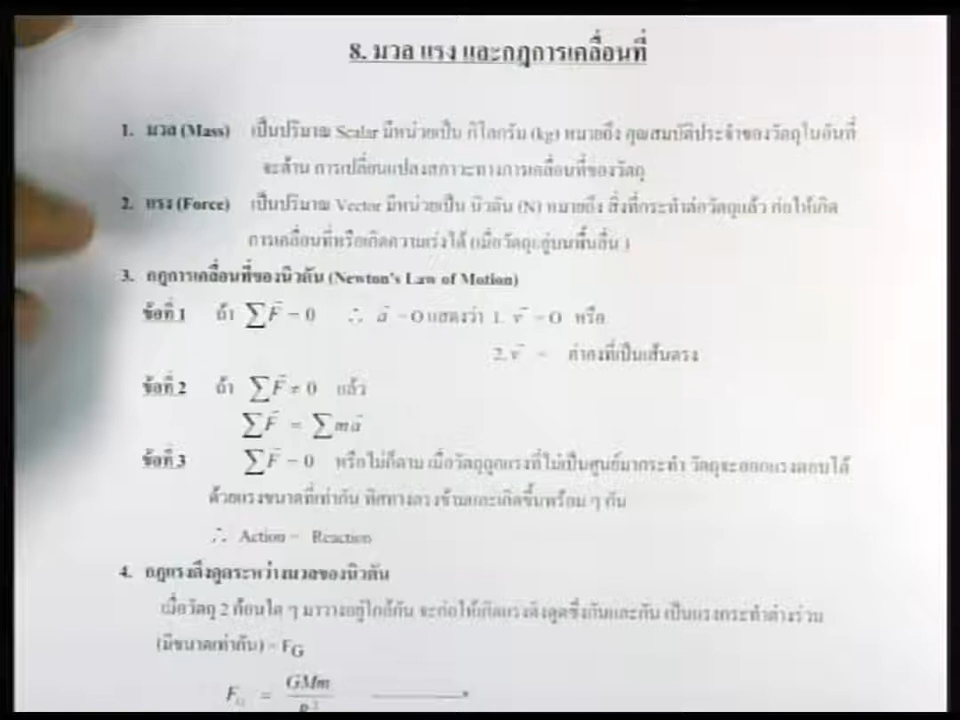 8. มวล แรง และกฎการเคลื่อนที่
1. มวล (Mass) เป็นปริมาณ Scalar มีหน่วยเป็น กิโลกรัม (kg) หมายถึง คุณสมบัติประจำของวัตถุในอันที่
จะต้าน การเปลี่ยนแปลงสภาวะทางการเคลื่อนที่ของวัตถุ
2. แรง (Force) เป็นปริมาณ Vector มีหน่วยเป็น นิวตัน (N) หมายถึง สิ่งที่กระทำต่อวัตถุแล้ว ก่อให้เกิด
การเคลื่อนที่หรือเกิดความเร่งได้ (เมื่อวัตถุอยู่บนพื้นลื่น )
3. กฎการเคลื่อนที่ของนิวตัน (Newton's Law of Motion)
ข้อที่ 1 ถ้า ∑F⃗ = 0 ∴ a⃗ = O แสดงว่า 1. v⃗ = O หรือ
2. v⃗ = ค่าคงที่เป็นเส้นตรง
ข้อที่ 2 ถ้า ∑F⃗ ≠ 0 แล้ว
∑F⃗ = ∑ma⃗
ข้อที่ 3 ∑F⃗ = 0 หรือไม่ก็ตาม เมื่อวัตถุถูกแรงที่ไม่เป็นศูนย์มากระทำ วัตถุจะออกแรงตอบโต้
ด้วยแรงขนาดที่เท่ากัน ทิศทางตรงข้ามและเกิดขึ้นพร้อม ๆ กัน
∴ Action = Reaction
4. กฎแรงดึงดูดระหว่างมวลของนิวตัน
เมื่อวัตถุ 2 ก้อนใด ๆ มาวางอยู่ใกล้กัน จะก่อให้เกิดแรงดึงดูดซึ่งกันและกัน เป็นแรงกระทำต่างร่วม
(มีขนาดเท่ากัน) = F_G
F_G = GMm
R²